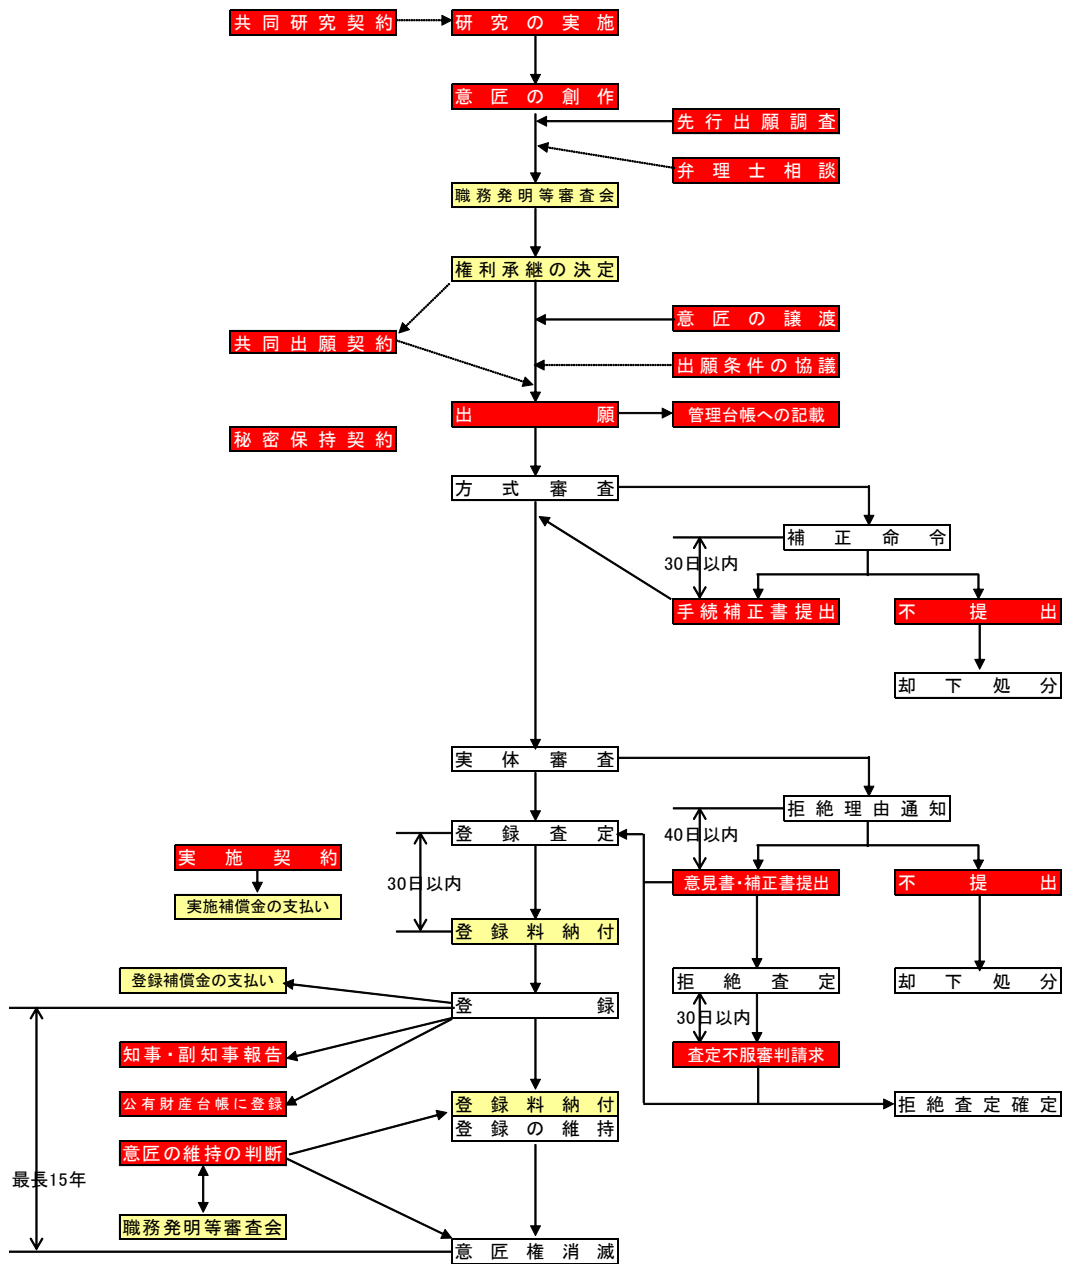 共同研究契約
研究の実施
意匠の創作
先行出願調査
弁理士相談
職務発明等審査会
権利承継の決定
意匠の譲渡
共同出願契約
出願条件の協議
出願
管理台帳への記載
秘密保持契約
方式審査
補正命令
30日以内
手続補正書提出
不提出
却下処分
実体審査
拒絶理由通知
登録査定
40日以内
実施契約
30日以内
意見書・補正書提出
不提出
実施補償金の支払い
登録料納付
登録補償金の支払い
拒絶査定
却下処分
登録
30日以内
知事・副知事報告
査定不服審判請求
公有財産台帳に登録
登録料納付
拒絶査定確定
登録の維持
意匠の維持の判断
最長15年
職務発明等審査会
意匠権消滅